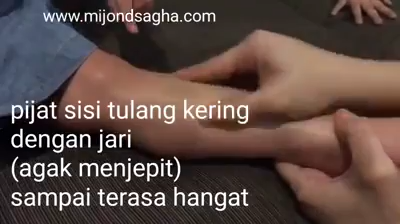 www.mijondsagha.com
pijat sisi tulang kering
dengan jari
(agak menjepit)
sampai terasa hangat